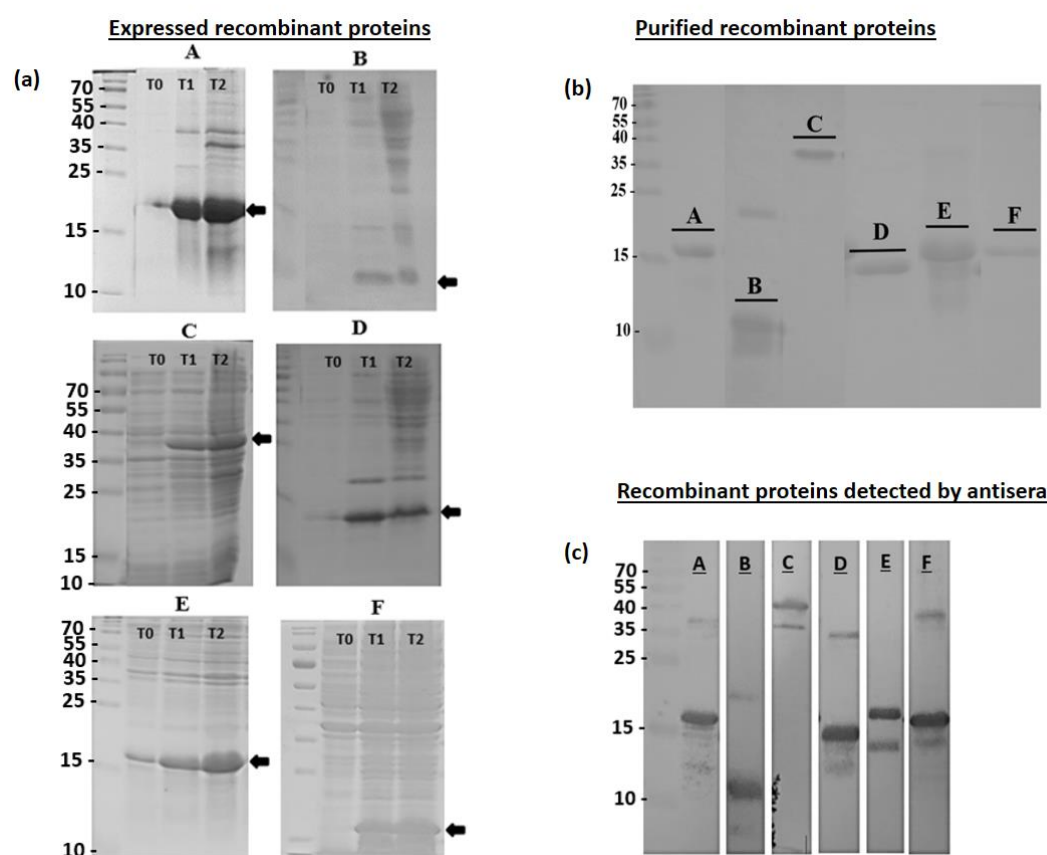 Expressed recombinant proteins
Purified recombinant proteins
(a)
A
T0 T1 T2
70 -
55 -
40 -
35 -
25 -
15 -
10 -
B
T0 T1 T2
C
T0 T1 T2
70 -
55 -
40 -
35 -
25 -
15 -
10 -
D
T0 T1 T2
E
T0 T1 T2
70 -
55 -
40 -
35 -
25 -
15 -
10 -
F
T0 T1 T2
(b)
70 -
55 -
40 -
35 -
25 -
15 -
10 -
A
B
C
D
E
F
Recombinant proteins detected by antisera
(c)
A B C D E F
70 -
55 -
40 -
35 -
25 -
15 -
10 -